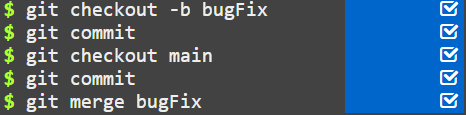 $ git checkout -b bugFix
$ git commit
$ git checkout main
$ git commit
$ git merge bugFix